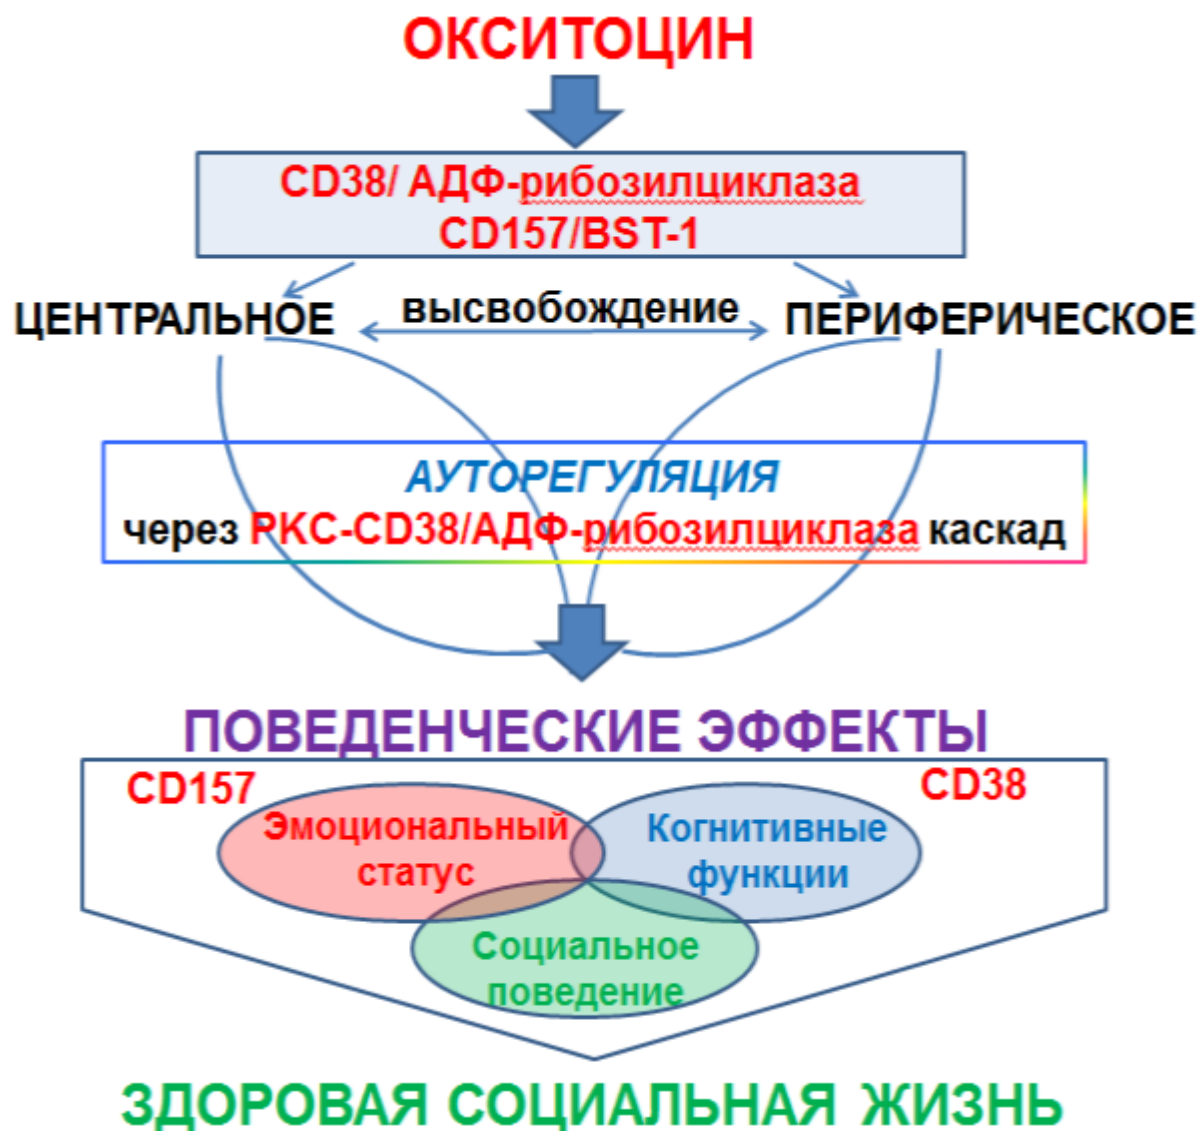 ОКСИТОЦИН
CD38/ АДФ-рибозилциклаза
CD157/BST-1
ЦЕНТРАЛЬНОЕ высвобождение ПЕРИФЕРИЧЕСКОЕ
АУТОРЕГУЛЯЦИЯ
через PKC-CD38/АДФ-рибозилциклаза каскад
ПОВЕДЕНЧЕСКИЕ ЭФФЕКТЫ
CD157
CD38
Эмоциональный
статус
Когнитивные
функции
Социальное
поведение
ЗДОРОВАЯ СОЦИАЛЬНАЯ ЖИЗНЬ